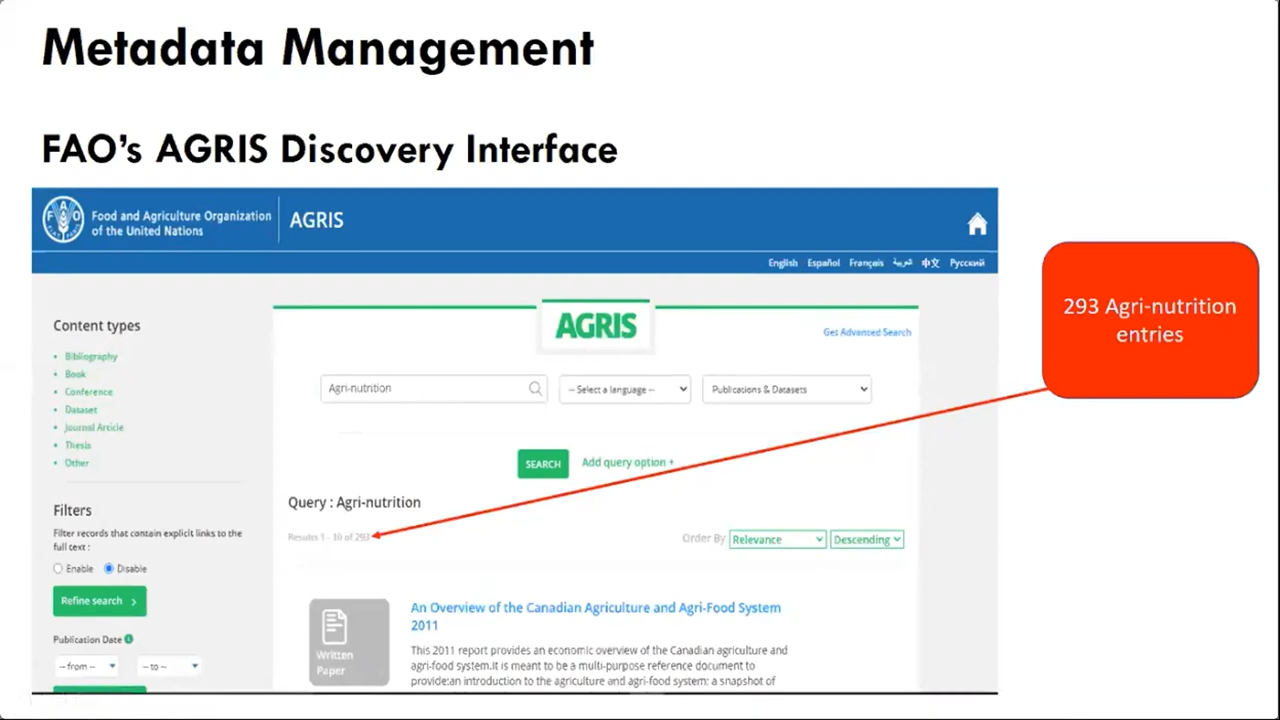 Metadata Management
FAO’s AGRIS Discovery Interface
Food and Agriculture Organization
of the United Nations
AGRIS
English Español Français العربية 中文 Русский
Content types
Bibliography
Book
Conference
Dataset
Journal Article
Thesis
Other
Filters
Filter records that contain explicit links to the
full text :
Enable Disable
Refine search
Publication Date
-- from -- -- to --
AGRIS
Get Advanced Search
Agri-nutrition
-- Select a language --
Publications & Datasets
SEARCH
Add query option +
Query : Agri-nutrition
Results 1 - 10 of 293
Order By Relevance Descending
Written
Paper
An Overview of the Canadian Agriculture and Agri-Food System
2011
This 2011 report provides an economic overview of the Canadian agriculture and
agri-food system.It is meant to be a multi-purpose reference document to
provide:an introduction to the agriculture and agri-food system: a snapshot of
293 Agri-nutrition
entries